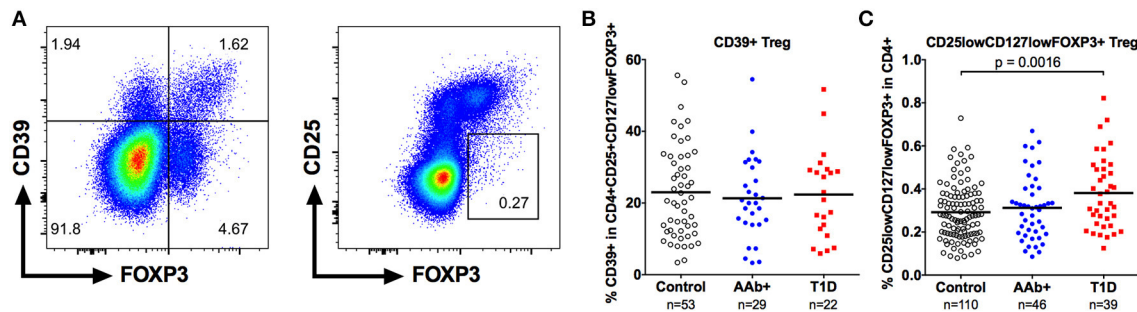 A
1.94
1.62
CD39
91.8
4.67
FOXP3
CD25
0.27
FOXP3
B
CD39+ Treg
% CD39+ in CD4+CD25+CD127lowFOXP3+
60
40
20
0
Control
AAb+
T1D
n=53
n=29
n=22
C
CD25lowCD127lowFOXP3+ Treg
p = 0.0016
% CD25lowCD127lowFOXP3+ in CD4+
1.0
0.8
0.6
0.4
0.2
0.0
Control
AAb+
T1D
n=110
n=46
n=39